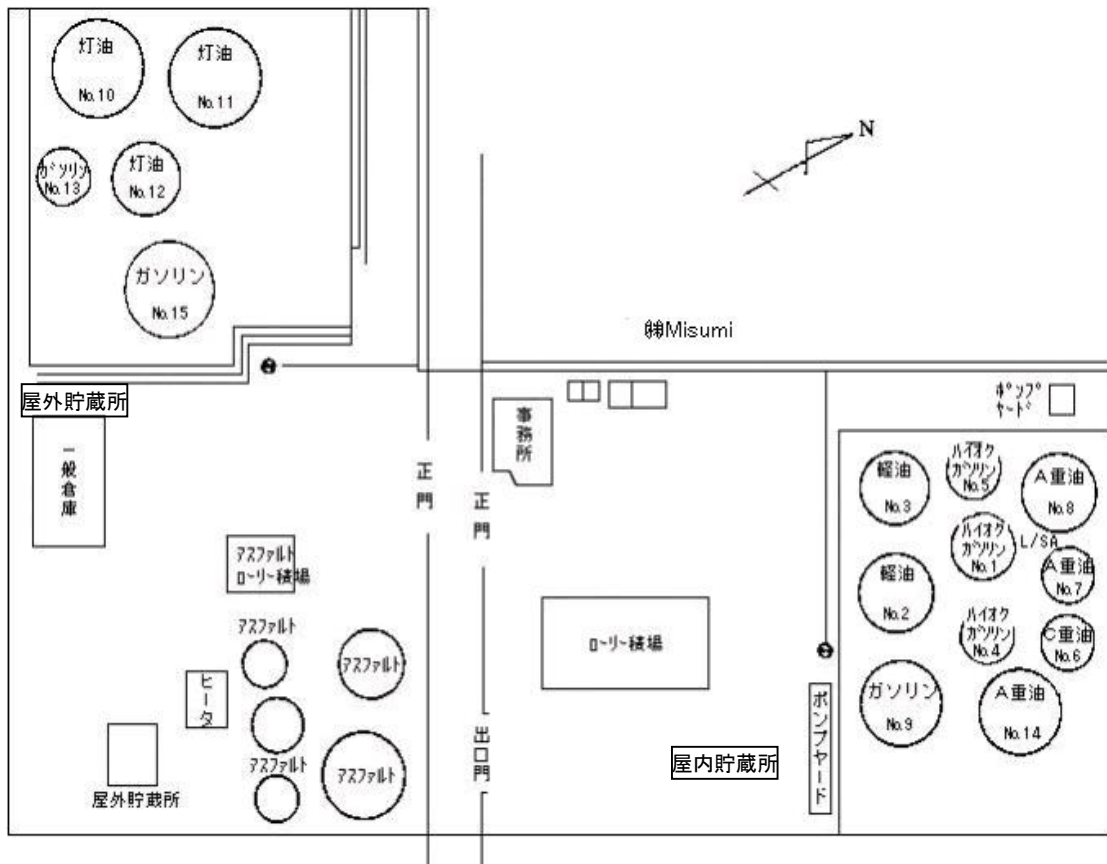 灯油
No.10
灯油
No.11
ガソリン
No.13
灯油
No.12
ガソリン
No.15
N
㈱Misumi
屋外貯蔵所
一般倉庫
事務所
正門
正門
ポンプ
ヤード
軽油
No.3
ハイオク
ガソリン
No.5
A重油
No.8
ハイオク
ガソリン
No.1
L/SA
A重油
No.7
軽油
No.2
ハイオク
ガソリン
No.4
C重油
No.6
ガソリン
No.9
A重油
No.14
アスファルト
ローリー積場
アスファルト
アスファルト
ローリー積場
ヒータ
アスファルト
アスファルト
出口門
屋内貯蔵所
ポンプヤード
屋外貯蔵所